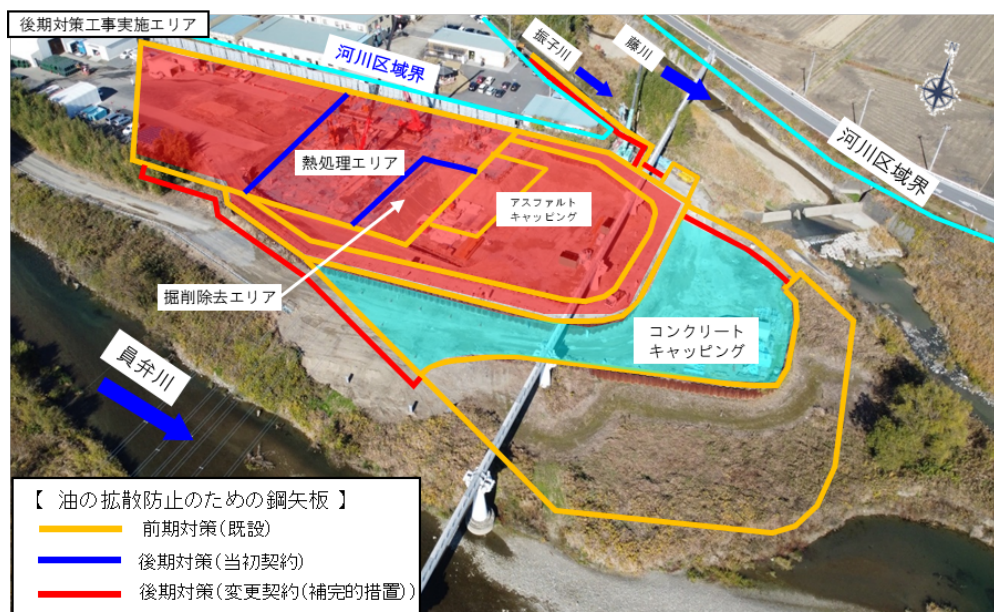 後期対策工事実施エリア
河川区域界
振子川
藤川
河川区域界
熱処理エリア
アスファルト
キャッピング
掘削除去エリア
コンクリート
キャッピング
員弁川
【 油の拡散防止のための鋼矢板 】
前期対策(既設)
後期対策(当初契約)
後期対策(変更契約(補完的措置))